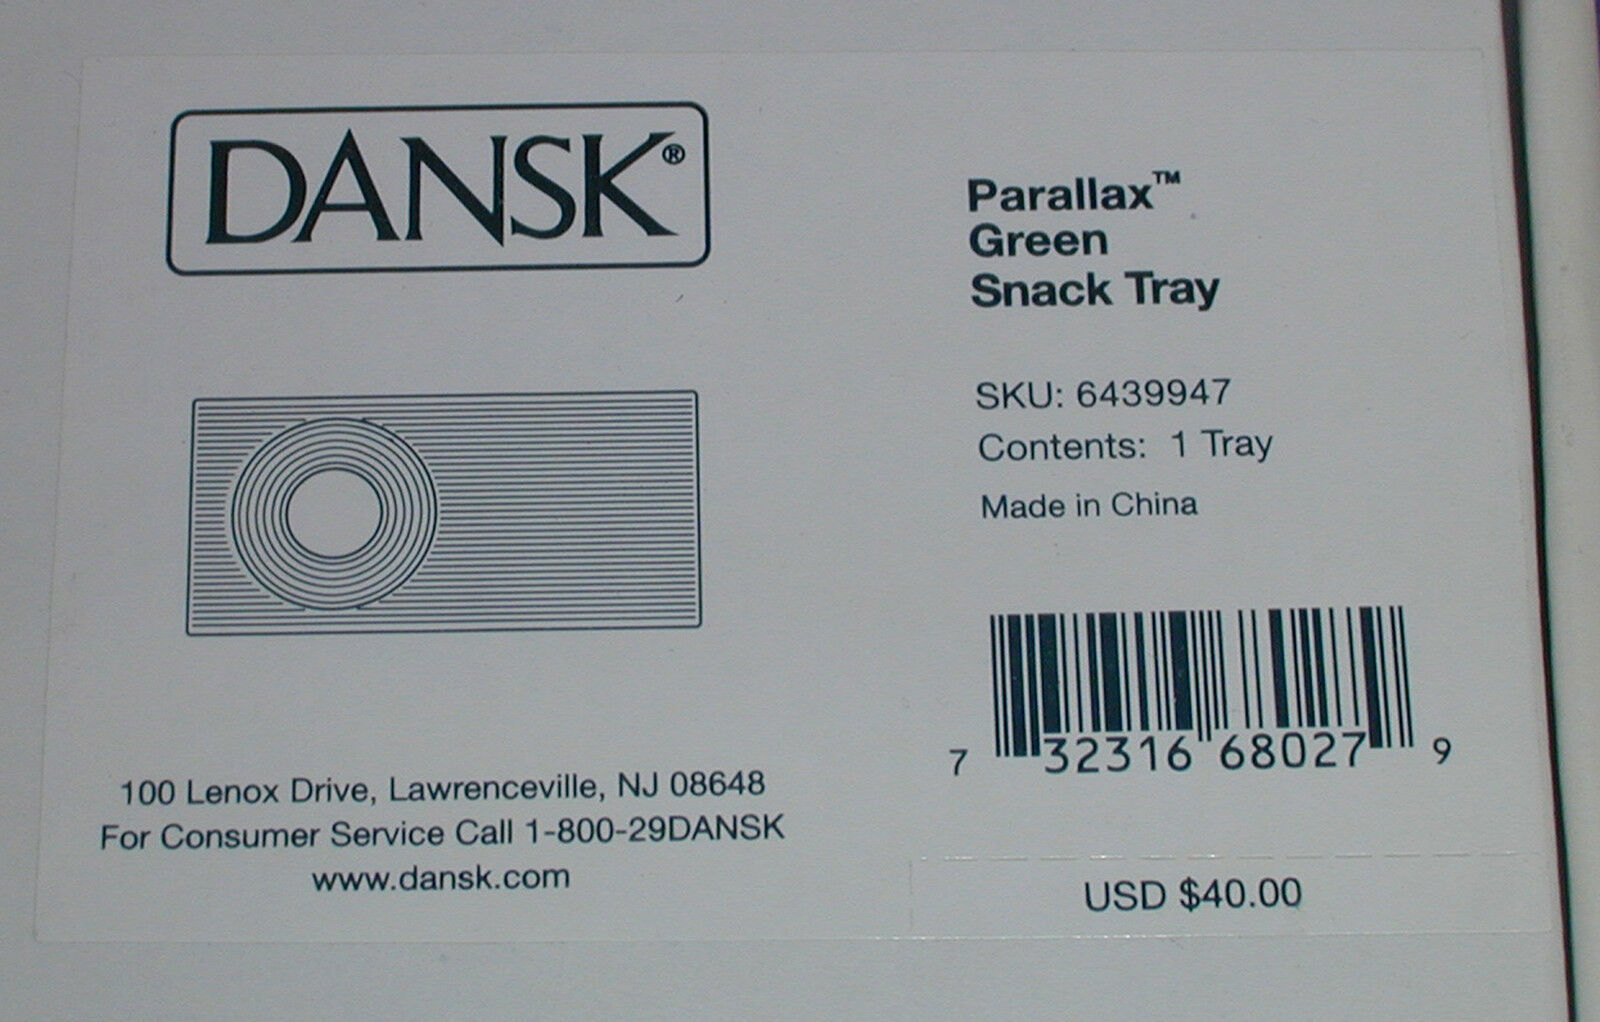 DANSK®
Parallax™
Green
Snack Tray
SKU: 6439947
Contents: 1 Tray
Made in China
7 32316 68027 9
100 Lenox Drive, Lawrenceville, NJ 08648
For Consumer Service Call 1-800-29DANSK
www.dansk.com
USD $40.00